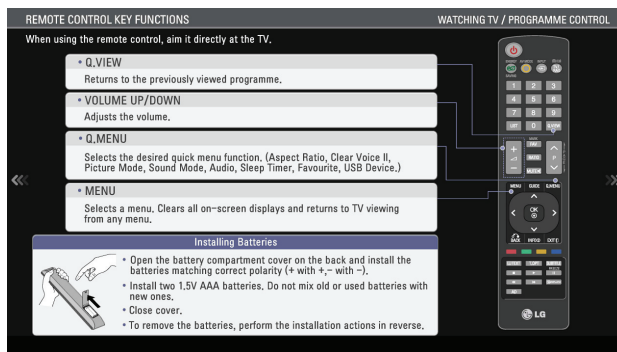 REMOTE CONTROL KEY FUNCTIONS
WATCHING TV / PROGRAMME CONTROL
When using the remote control, aim it directly at the TV.
• Q.VIEW
Returns to the previously viewed programme.
• VOLUME UP/DOWN
Adjusts the volume.
• Q.MENU
Selects the desired quick menu function. (Aspect Ratio, Clear Voice II,
Picture Mode, Sound Mode, Audio, Sleep Timer, Favourite, USB Device.)
• MENU
Selects a menu. Clears all on-screen displays and returns to TV viewing
from any menu.
Installing Batteries
• Open the battery compartment cover on the back and install the
batteries matching correct polarity (+ with +,- with -).
• Install two 1.5V AAA batteries. Do not mix old or used batteries with
new ones.
• Close cover.
• To remove the batteries, perform the installation actions in reverse.
1 2 3
4 5 6
7 8 9
LIST 0 Q.VIEW
+ FAV
RATIO P
- MUTE
MENU GUIDE Q.MENU
OK
BACK INFO EXIT
T.OPT SUBTITLE
AD
LG